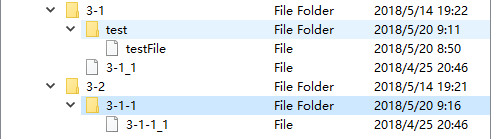 3-1 File Folder 2018/5/14 19:22
test File Folder 2018/5/20 9:11
testFile File 2018/5/20 8:50
3-1_1 File 2018/4/25 20:46
3-2 File Folder 2018/5/14 19:21
3-1-1 File Folder 2018/5/20 9:16
3-1-1_1 File 2018/4/25 20:46